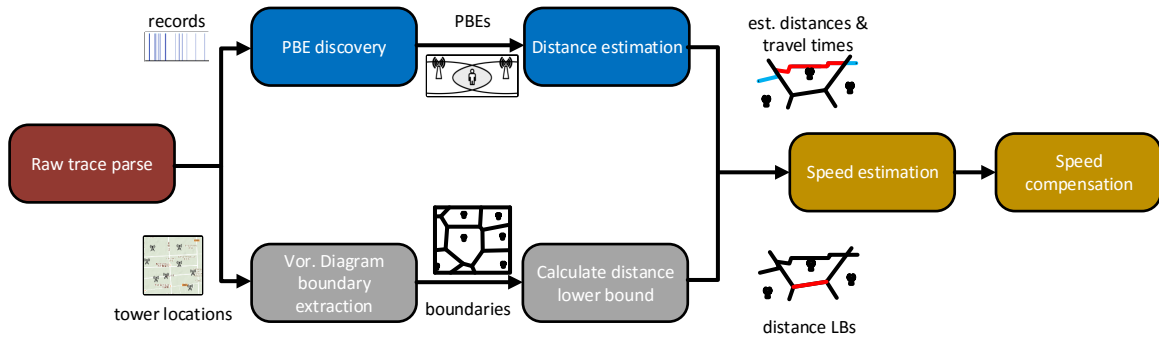 records
PBE discovery
PBEs
Distance estimation
est. distances &
travel times
Raw trace parse
Speed estimation
Speed
compensation
tower locations
Vor. Diagram
boundary
extraction
boundaries
Calculate distance
lower bound
distance LBs